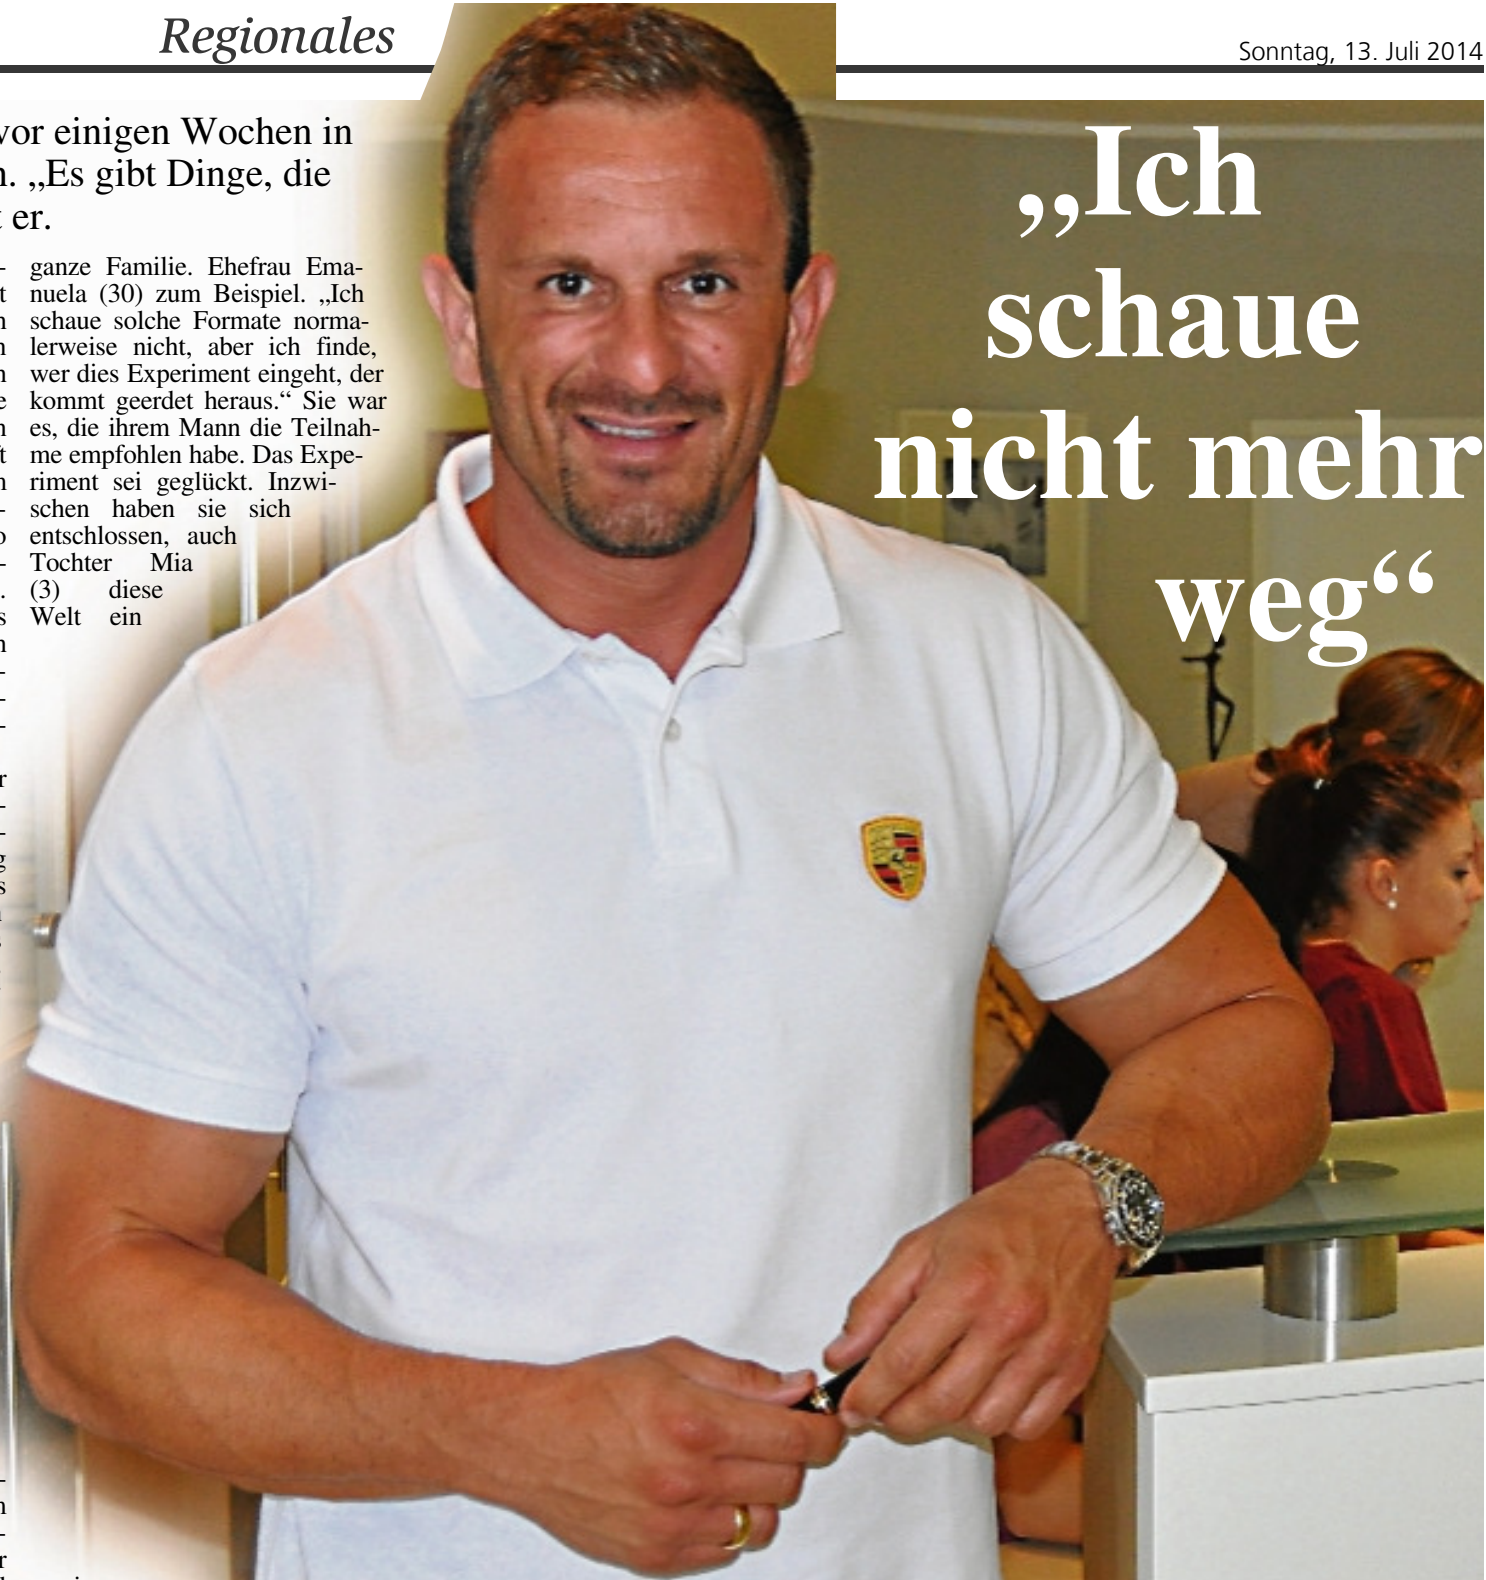 Regionales
Sonntag, 13. Juli 2014
vor einigen Wochen in
„Es gibt Dinge, die
er.
ganze Familie. Ehefrau Ema-
nuela (30) zum Beispiel. „Ich
schaue solche Formate norma-
lerweise nicht, aber ich finde,
wer dies Experiment eingeht, der
kommt geerdet heraus.“ Sie war
es, die ihrem Mann die Teilnah-
me empfohlen habe. Das Expe-
riment sei geglückt. Inzwi-
schen haben sie sich
entschlossen, auch
Tochter Mia
(3) diese
Welt ein
„Ich
schaue
nicht mehr
weg“